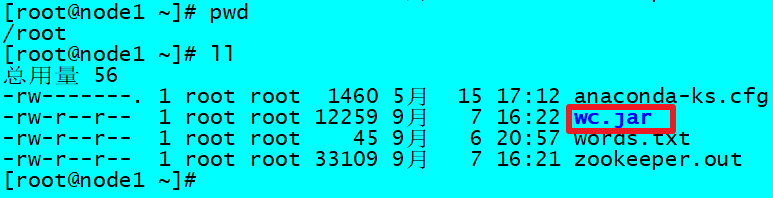 [root@node1 ~]# pwd
/root
[root@node1 ~]# ll
总用量 56
-rw-------. 1 root root  1460 5月  15 17:12 anaconda-ks.cfg
-rw-r--r--  1 root root 12259 9月   7 16:22 wc.jar
-rw-r--r--  1 root root    45 9月   6 20:57 words.txt
-rw-r--r--  1 root root 33109 9月   7 16:21 zookeeper.out
[root@node1 ~]#